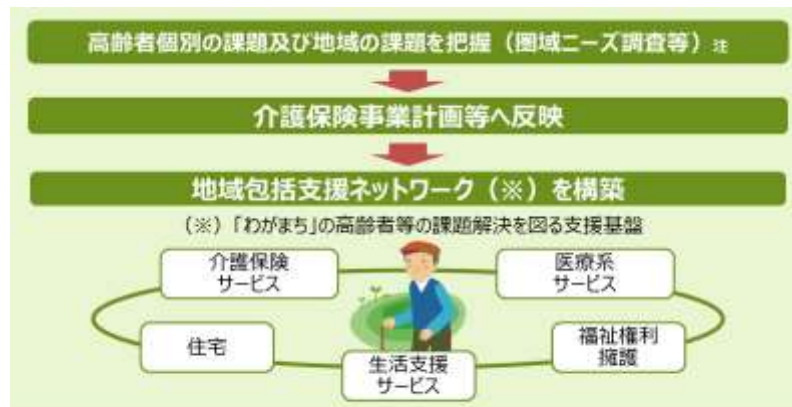 高齢者個別の課題及び地域の課題を把握（圏域ニーズ調査等）注
介護保険事業計画等へ反映
地域包括支援ネットワーク（※）を構築
（※）「わがまち」の高齢者等の課題解決を図る支援基盤
介護保険
サービス
医療系
サービス
住宅
福祉権利
擁護
生活支援
サービス